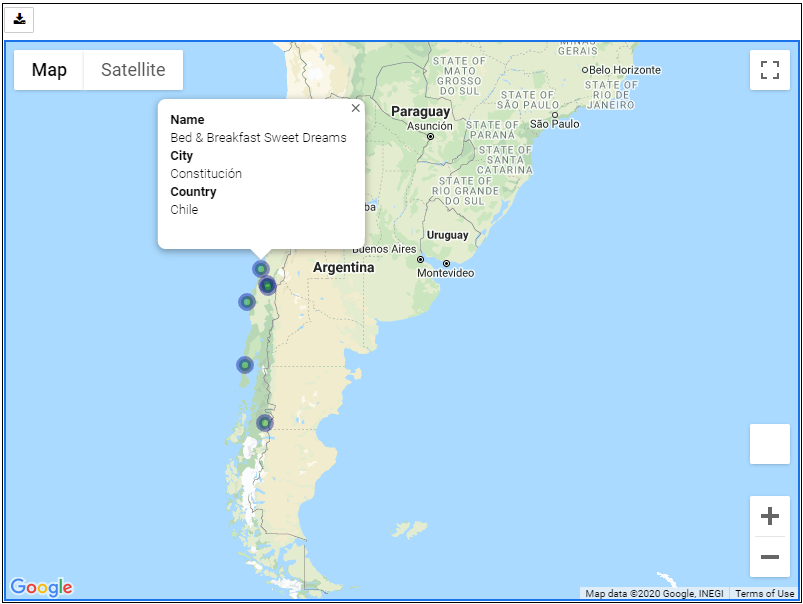 Map
Satellite
Name
Bed & Breakfast Sweet Dreams
City
Constitución
Country
Chile
MINAS
GERAIS
STATE OF
MATO
GROSSO
DO SUL
Belo Horizonte
STATE OF
RIO DE
JANEIRO
STATE OF
SÃO PAULO
São Paulo
Paraguay
Asunción
STATE OF
PARANÁ
STATE OF
SANTA
CATARINA
STATE OF
RIO GRANDE
DO SUL
ba
Uruguay
Buenos Aires
Montevideo
Argentina
Google
Map data ©2020 Google, INEGI
Terms of Use